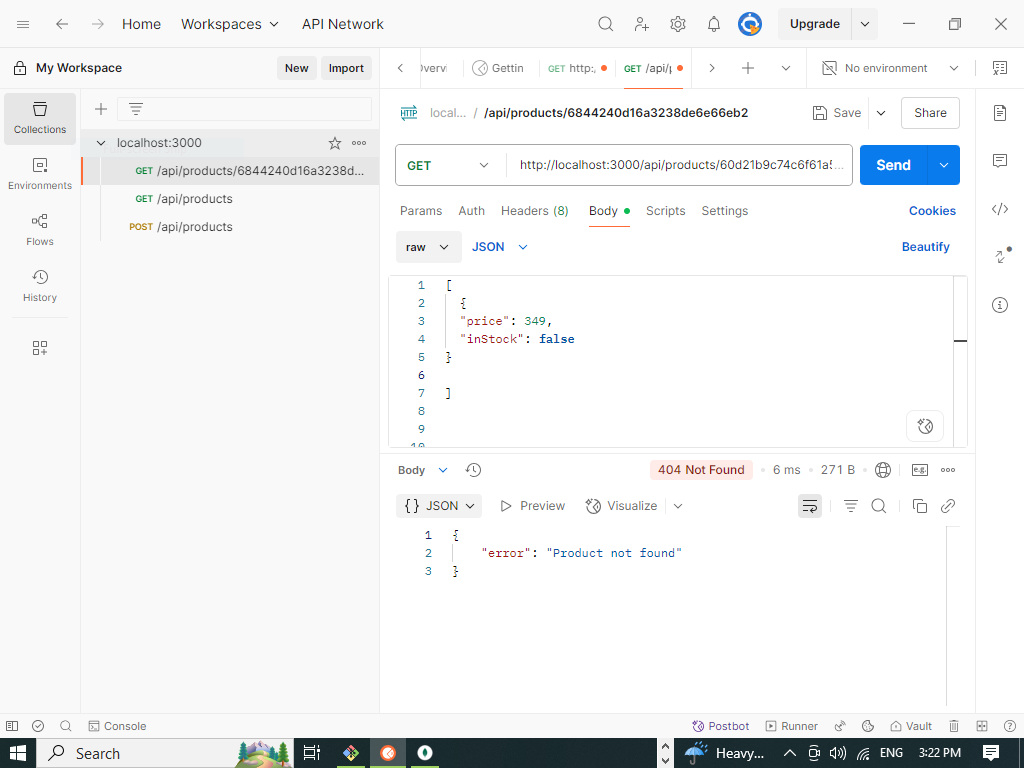 Home
Workspaces
API Network
Upgrade
My Workspace
New
Import
Overvi
Gettin
GET http:,
GET /api/
No environment
Collections
Environments
Flows
History
localhost:3000
GET /api/products/6844240d16a3238d...
GET /api/products
POST /api/products
HTTP
local... / /api/products/6844240d16a3238de6e66eb2
Save
Share
GET
http://localhost:3000/api/products/60d21b9c74c6f61a5...
Send
Params
Auth
Headers (8)
Body
Scripts
Settings
Cookies
raw
JSON
Beautify
1 [
2 {
3 "price": 349,
4 "inStock": false
5 }
6
7 ]
8
9
10
Body
404 Not Found
6 ms
271 B
e.g.
{} JSON
Preview
Visualize
1 {
2 "error": "Product not found"
3 }
Console
Postbot
Runner
Vault
Search
Heavy...
ENG
3:22 PM